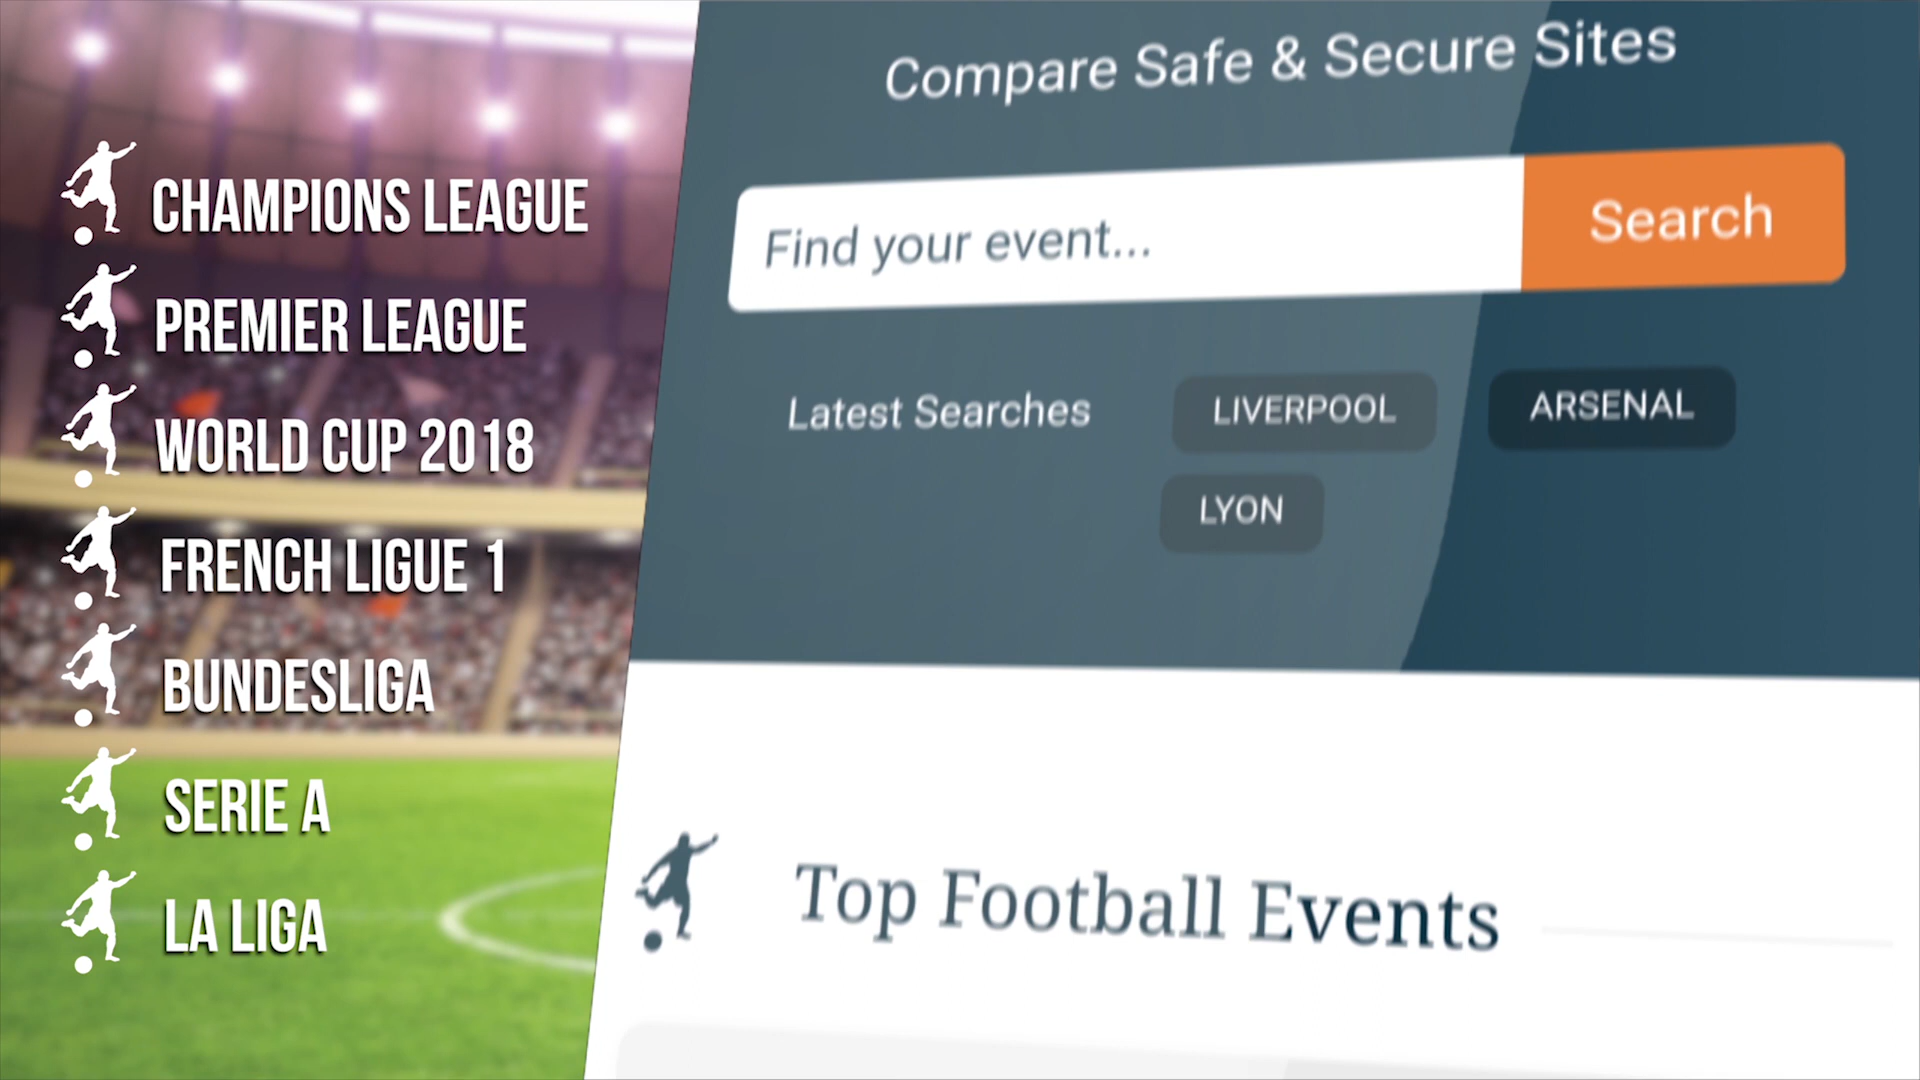 CHAMPIONS LEAGUE
PREMIER LEAGUE
WORLD CUP 2018
FRENCH LIGUE 1
BUNDESLIGA
SERIE A
LA LIGA
Compare Safe & Secure Sites
Find your event...
Search
Latest Searches
LIVERPOOL
ARSENAL
LYON
Top Football Events